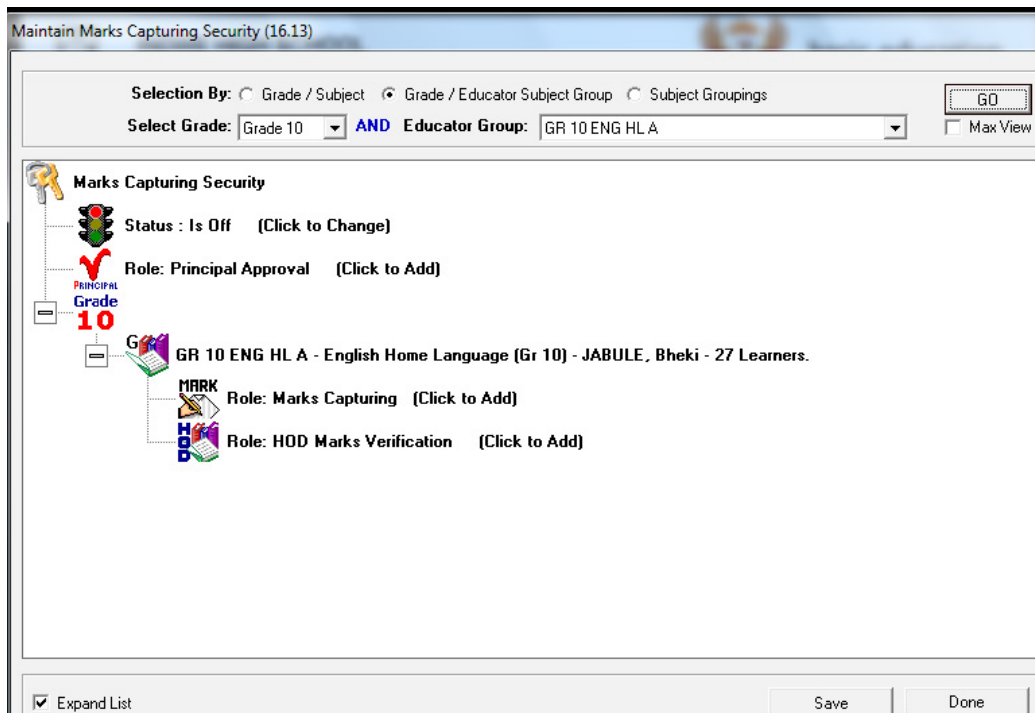 Maintain Marks Capturing Security (16.13)
Selection By: Grade / Subject Grade / Educator Subject Group Subject Groupings
GO
Select Grade: Grade 10 AND Educator Group: GR 10 ENG HL A
Max View
Marks Capturing Security
Status : Is Off (Click to Change)
Role: Principal Approval (Click to Add)
PRINCIPAL
Grade
10
G
GR 10 ENG HL A - English Home Language (Gr 10) - JABULE, Bheki - 27 Learners.
MARK
Role: Marks Capturing (Click to Add)
HOD
Role: HOD Marks Verification (Click to Add)
Expand List Save Done